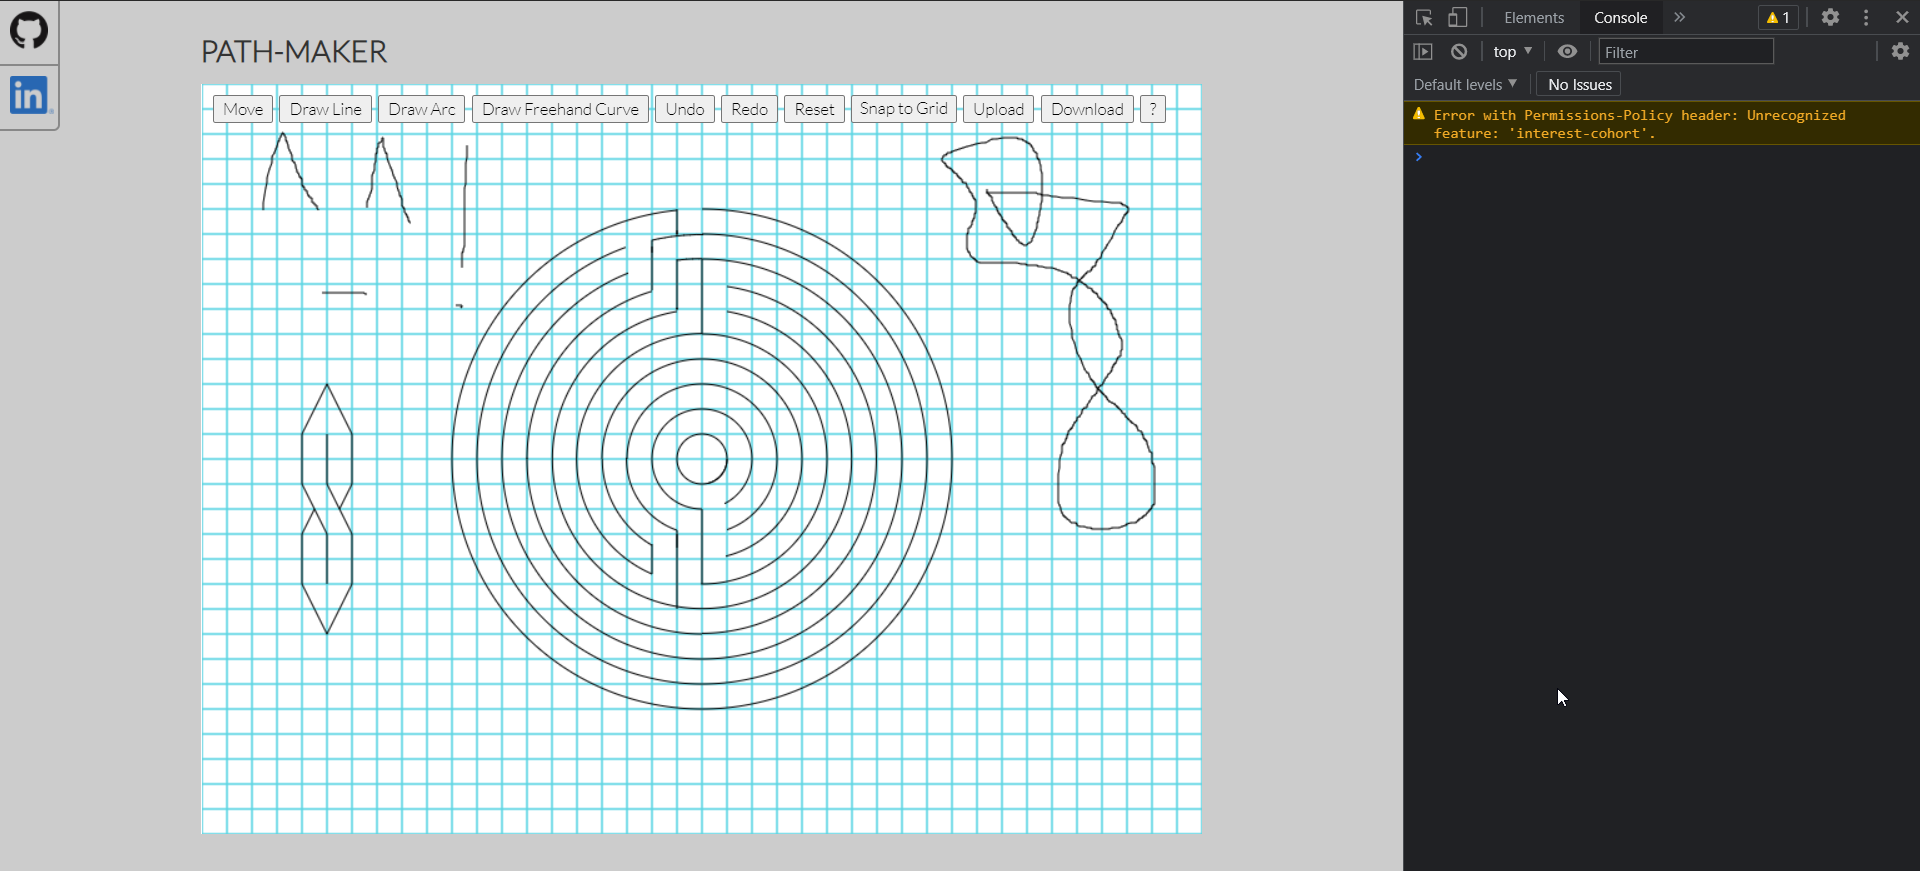 in
PATH-MAKER
Move Draw Line Draw Arc Draw Freehand Curve Undo Redo Reset Snap to Grid Upload Download ?
Elements Console » 1
top Filter
Default levels No Issues
Error with Permissions-Policy header: Unrecognized
feature: 'interest-cohort'.